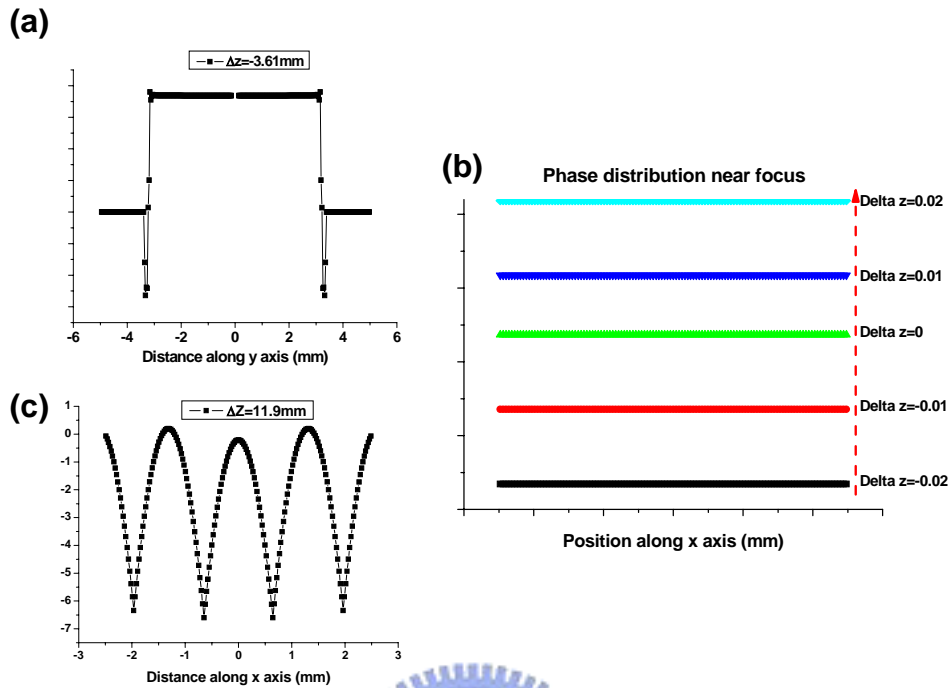 (a)
Δz=-3.61mm
-6 -4 -2 0 2 4 6
Distance along y axis (mm)
(b)
Phase distribution near focus
Delta z=0.02
Delta z=0.01
Delta z=0
Delta z=-0.01
Delta z=-0.02
Position along x axis (mm)
(c)
ΔZ=11.9mm
1
0
-1
-2
-3
-4
-5
-6
-7
-3 -2 -1 0 1 2 3
Distance along x axis (mm)